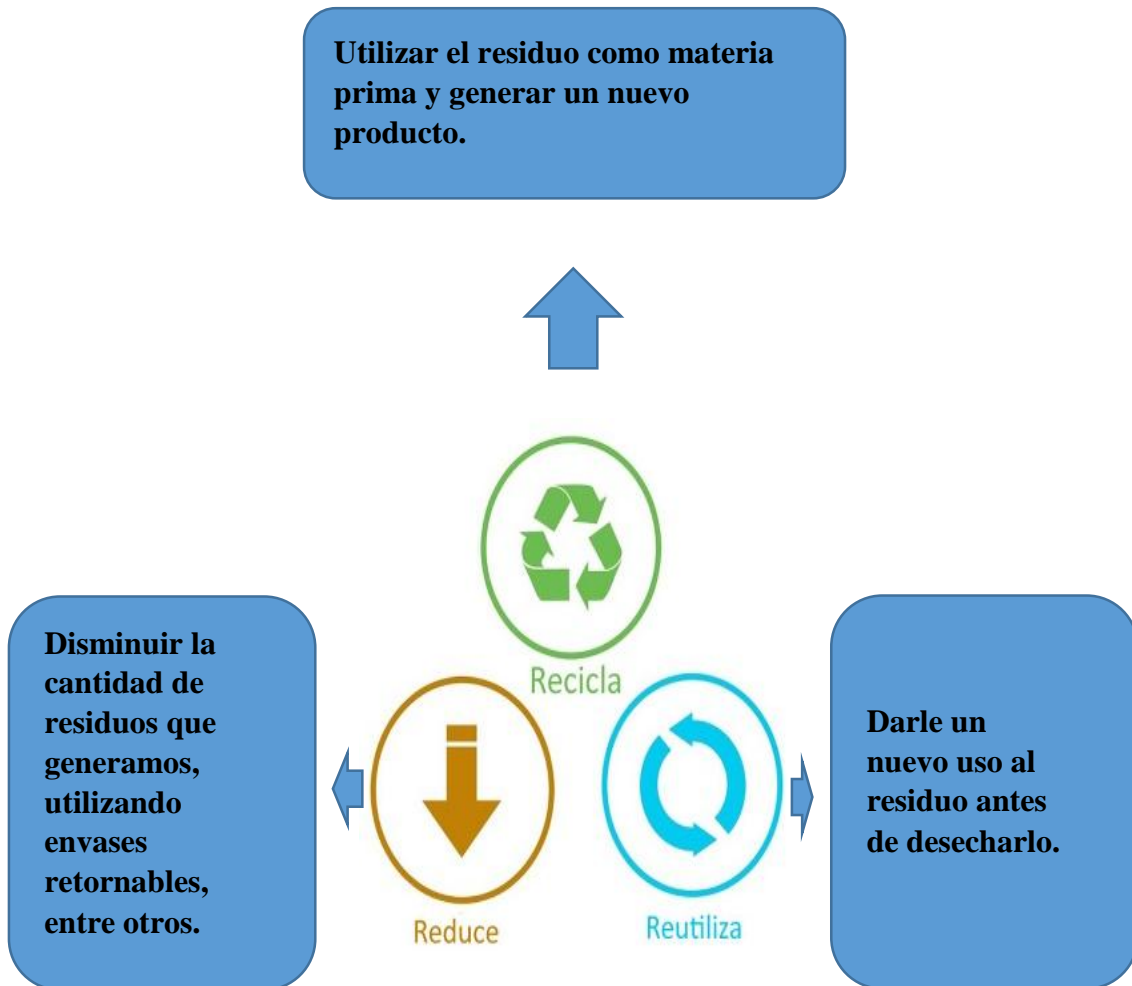 Utilizar el residuo como materia
prima y generar un nuevo
producto.
Recicla
Disminuir la
cantidad de
residuos que
generamos,
utilizando
envases
retornables,
entre otros.
Reduce
Reutiliza
Darle un
nuevo uso al
residuo antes
de desecharlo.